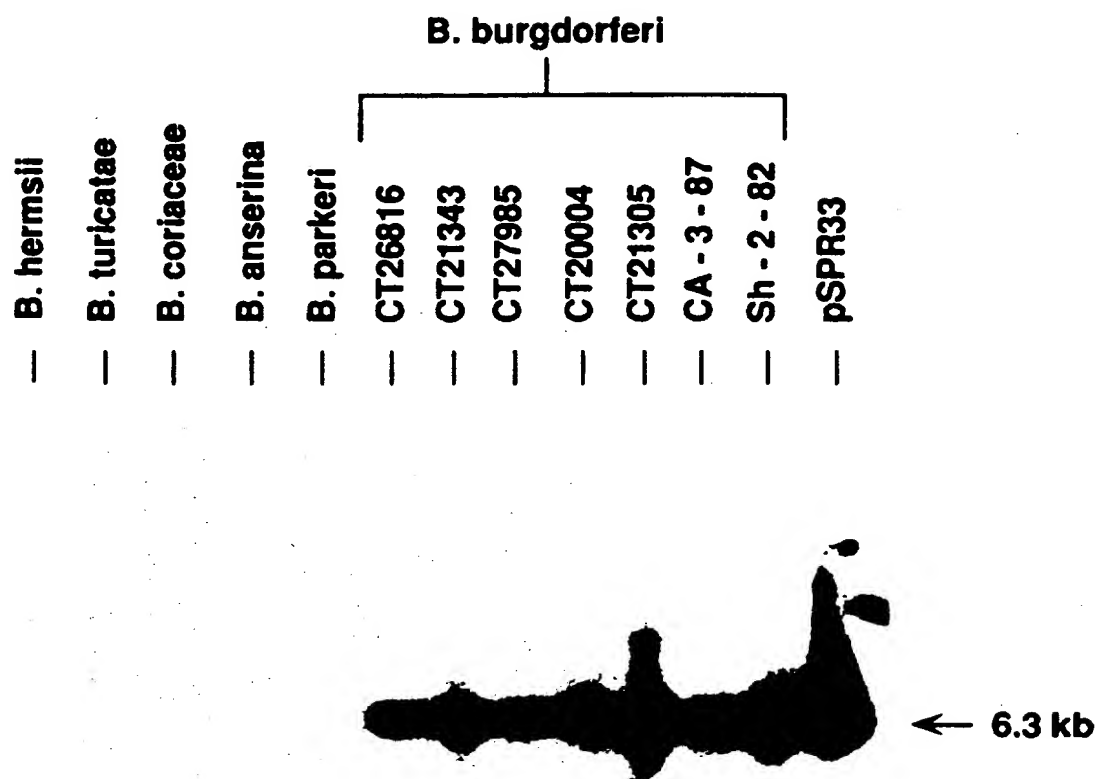 B. burgdorferi
B. hermsii
B. turicatae
B. coriaceae
B. anserina
B. parkeri
CT26816
CT21343
CT27985
CT20004
CT21305
CA - 3 - 87
Sh - 2 - 82
pSPR33
6.3 kb